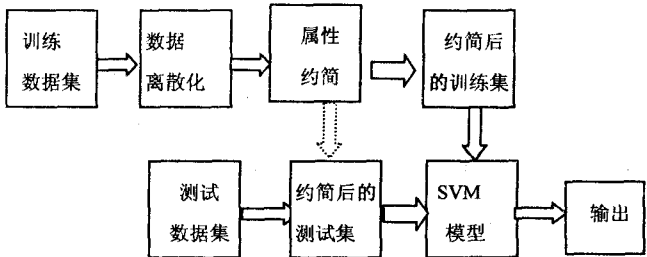 训练
数据集
数据
离散化
属性
约简
约简后
的训练集
测试
数据集
约简后的
测试集
SVM
模型
输出